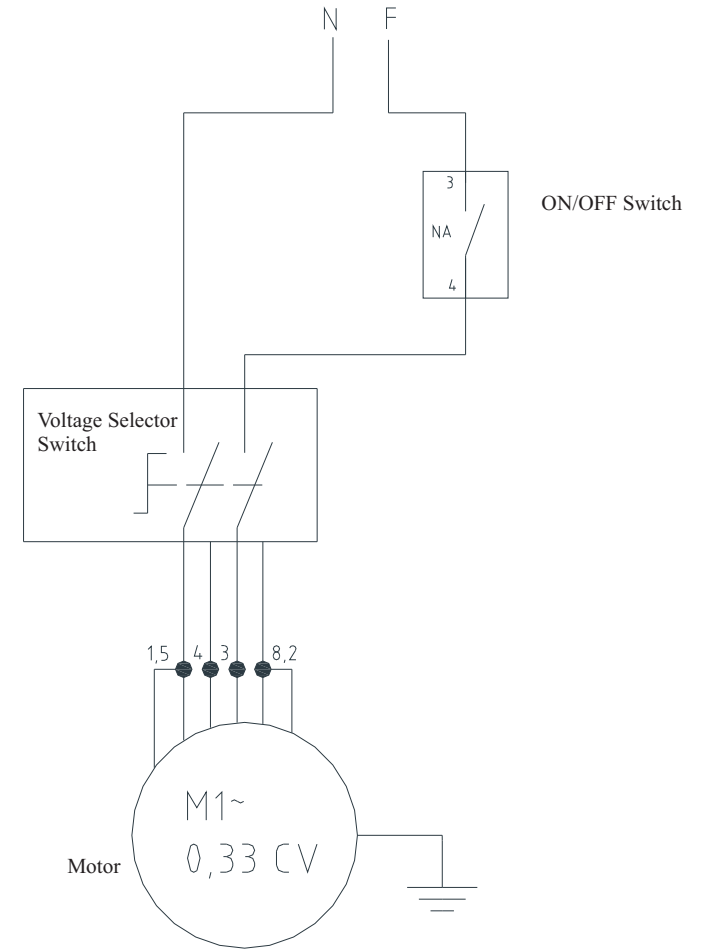 N F
3
ON/OFF Switch
NA
4
Voltage Selector
Switch
1,5 4 3 8,2
M1~
0,33 CV
Motor